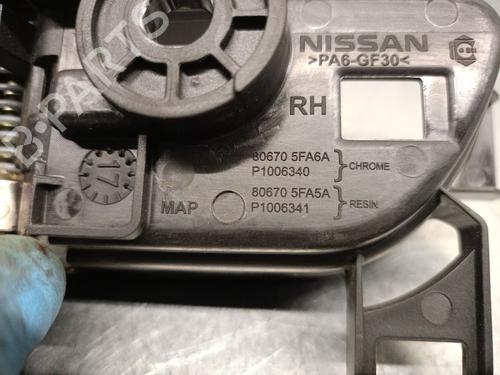 NISSAN
>PA6-GF30<
RH
80670 5FA6A
P1006340
CHROME
80670 5FA5A
P1006341
RESIN
MAP
17
B-PARTS